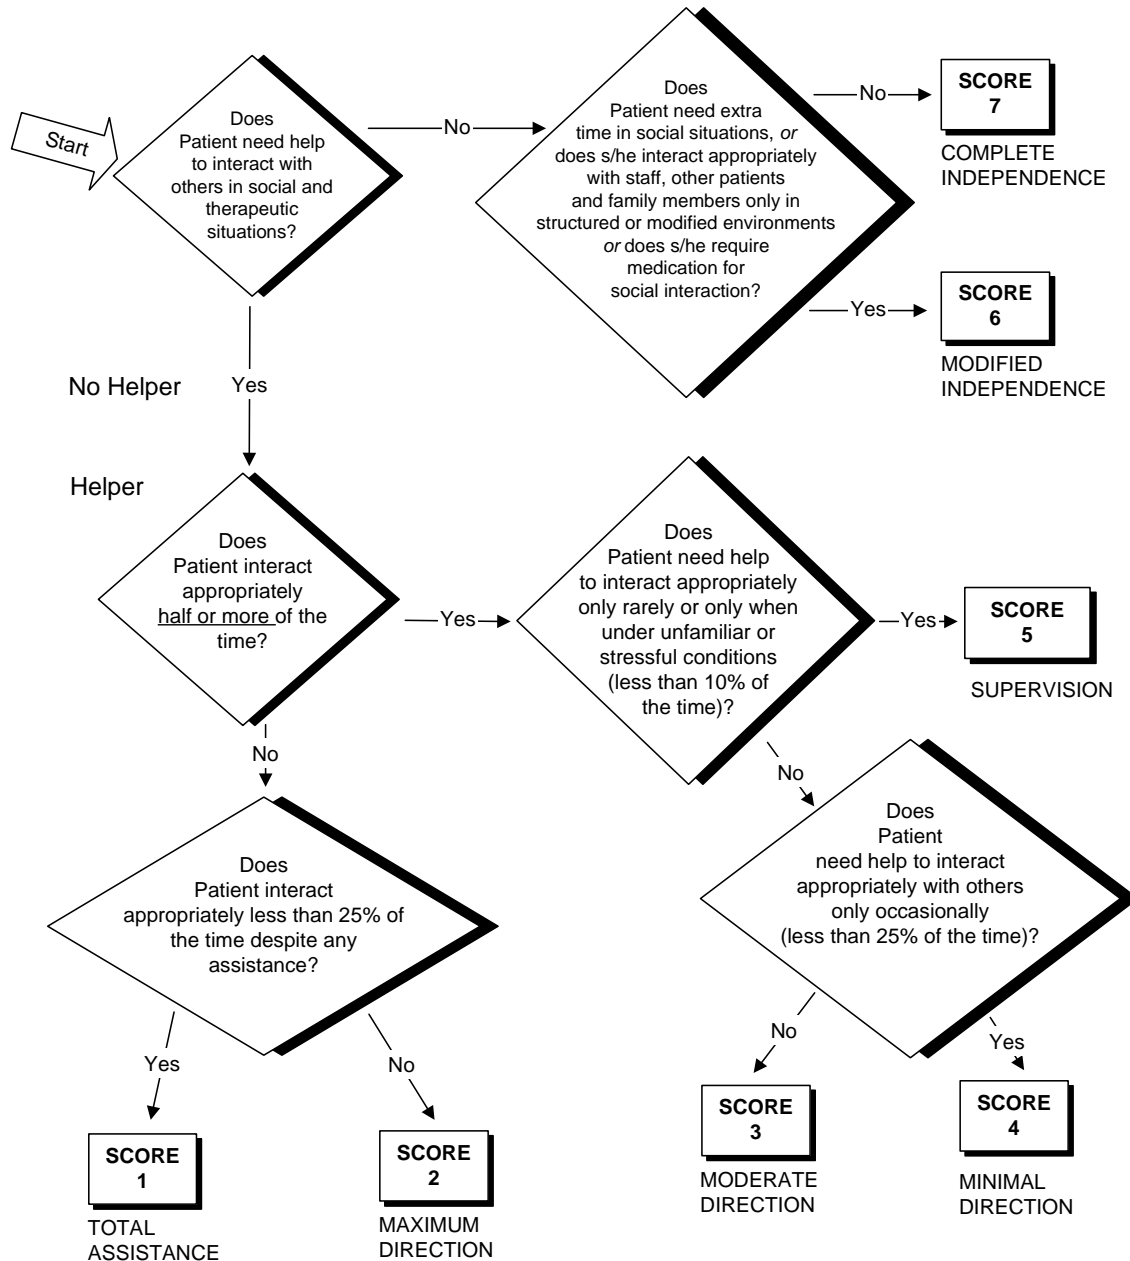 Start
Does
Patient need help
to interact with
others in social and
therapeutic
situations?
No
Does
Patient need extra
time in social situations, or
does s/he interact appropriately
with staff, other patients
and family members only in
structured or modified environments
or does s/he require
medication for
social interaction?
No
SCORE
7
COMPLETE
INDEPENDENCE
Yes
SCORE
6
MODIFIED
INDEPENDENCE
No Helper
Yes
Helper
Does
Patient interact
appropriately
half or more of the
time?
Yes
Does
Patient need help
to interact appropriately
only rarely or only when
under unfamiliar or
stressful conditions
(less than 10% of
the time)?
Yes
SCORE
5
SUPERVISION
No
No
Does
Patient interact
appropriately less than 25% of
the time despite any
assistance?
Does
Patient
need help to interact
appropriately with others
only occasionally
(less than 25% of the time)?
Yes
No
No
Yes
SCORE
1
TOTAL
ASSISTANCE
SCORE
2
MAXIMUM
DIRECTION
SCORE
3
MODERATE
DIRECTION
SCORE
4
MINIMAL
DIRECTION